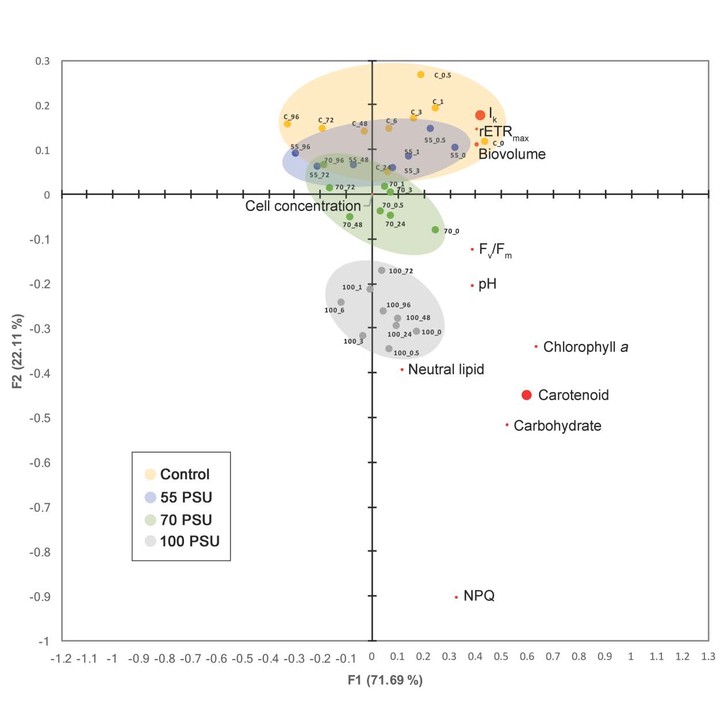 0.3
C_0.5
0.2
C_1
I_k
C_96
C_72
C_3
C_48
C_6
rETR_max
55_0.5
C_0
0.1
55_96
55_1
55_0
Biovolume
70_96
55_48
C_24
55_3
55_72
70_72
70_1
70_3
0
Cell concentration
70_0.5
70_48
70_24
70_0
-0.1
F_v/F_m
100_72
-0.2
pH
100_1
100_6
100_96
100_48
-0.3
100_24
100_0
100_3
100_0.5
Chlorophyll a
Neutral lipid
-0.4
Carotenoid
-0.5
Carbohydrate
-0.6
Control
55 PSU
70 PSU
100 PSU
-0.7
-0.8
-0.9
NPQ
-1
F2 (22.11 %)
-1.2 -1.1 -1 -0.9 -0.8 -0.7 -0.6 -0.5 -0.4 -0.3 -0.2 -0.1 0 0.1 0.2 0.3 0.4 0.5 0.6 0.7 0.8 0.9 1 1.1 1.2 1.3
F1 (71.69 %)